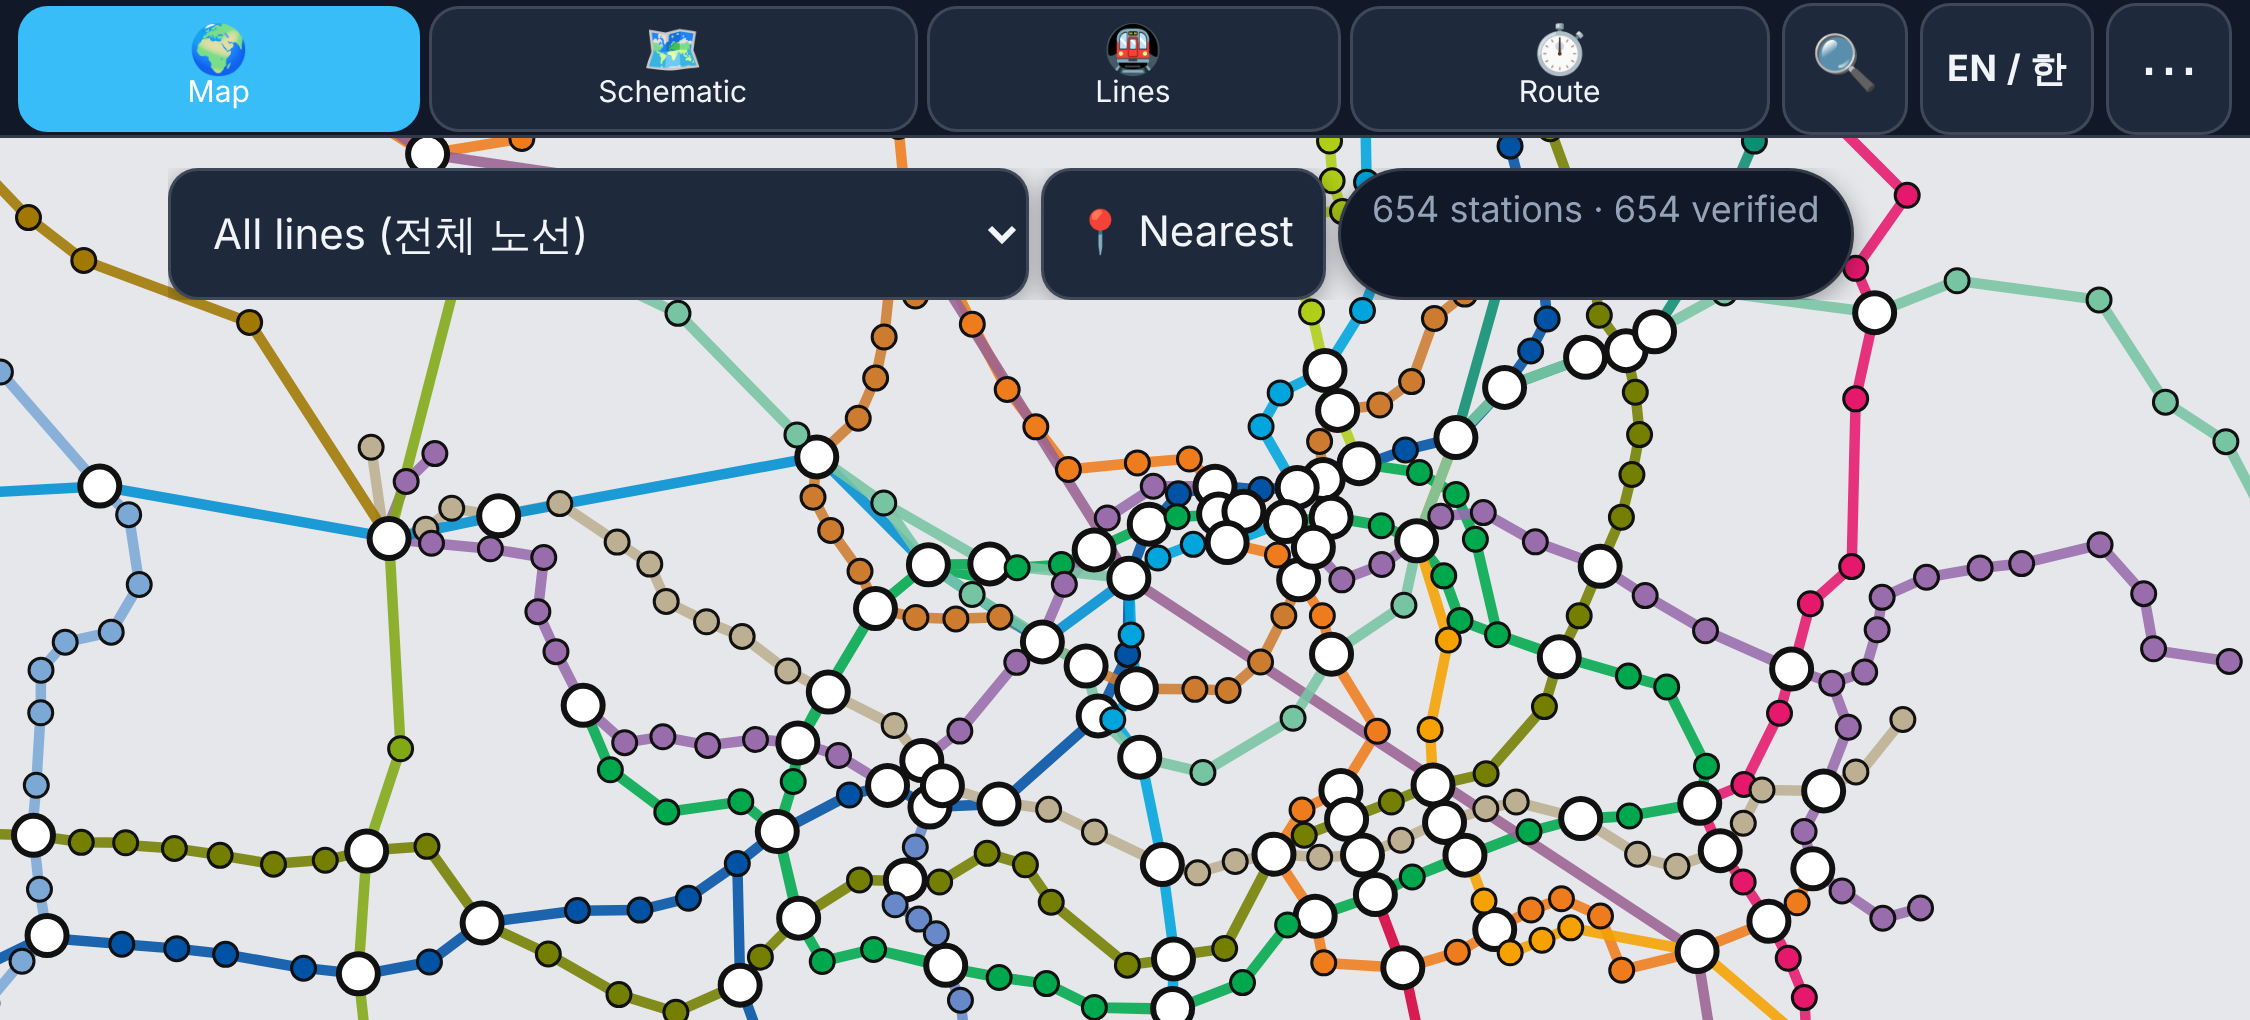 Map
Schematic
Lines
Route
EN / 한
...
All lines (전체 노선)
Nearest
654 stations · 654 verified